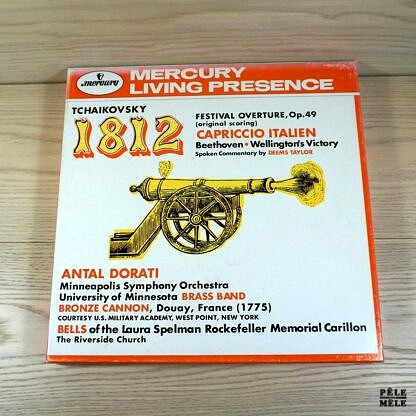 mercury
MERCURY
LIVING PRESENCE
TCHAIKOVSKY
1812
FESTIVAL OVERTURE, Op.49
(original scoring)
CAPRICCIO ITALIEN
Beethoven • Wellington's Victory
Spoken Commentary by DEEMS TAYLOR
ANTAL DORATI
Minneapolis Symphony Orchestra
University of Minnesota BRASS BAND
BRONZE CANNON, Douay, France (1775)
COURTESY U.S. MILITARY ACADEMY, WEST POINT, NEW YORK
BELLS of the Laura Spelman Rockefeller Memorial Carillon
The Riverside Church
PÊLE
MÊLE